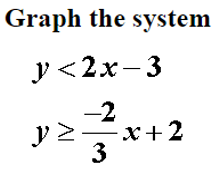 Graph the system
y < 2x − 3
y ≥ -2/3 x + 2